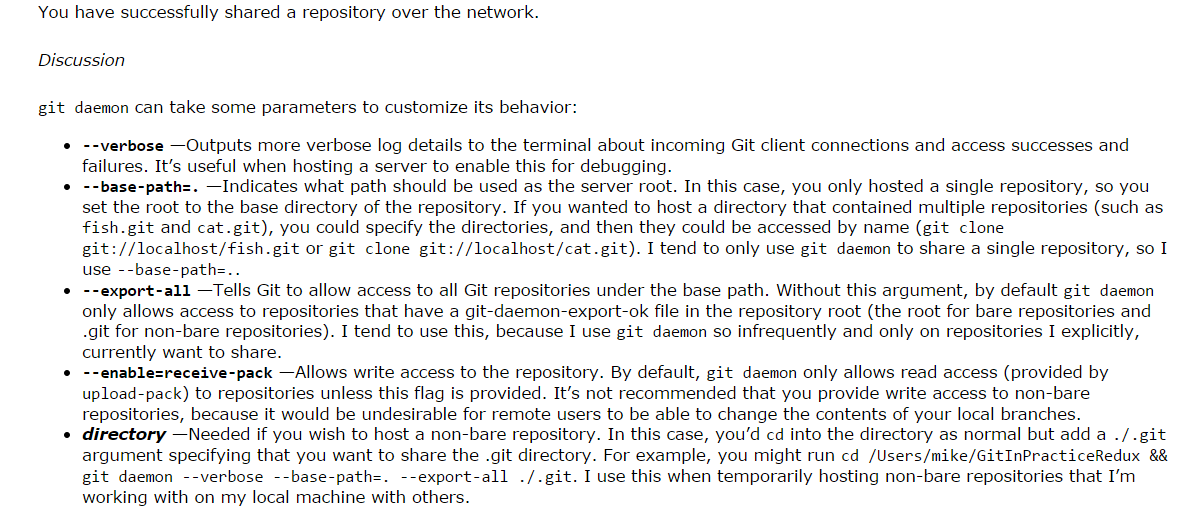 You have successfully shared a repository over the network.
Discussion
git daemon can take some parameters to customize its behavior:
• --verbose —Outputs more verbose log details to the terminal about incoming Git client connections and access successes and
failures. It’s useful when hosting a server to enable this for debugging.
• --base-path=. —Indicates what path should be used as the server root. In this case, you only hosted a single repository, so you
set the root to the base directory of the repository. If you wanted to host a directory that contained multiple repositories (such as
fish.git and cat.git), you could specify the directories, and then they could be accessed by name (git clone
git://localhost/fish.git or git clone git://localhost/cat.git). I tend to only use git daemon to share a single repository, so I
use --base-path=..
• --export-all —Tells Git to allow access to all Git repositories under the base path. Without this argument, by default git daemon
only allows access to repositories that have a git-daemon-export-ok file in the repository root (the root for bare repositories and
.git for non-bare repositories). I tend to use this, because I use git daemon so infrequently and only on repositories I explicitly,
currently want to share.
• --enable=receive-pack —Allows write access to the repository. By default, git daemon only allows read access (provided by
upload-pack) to repositories unless this flag is provided. It’s not recommended that you provide write access to non-bare
repositories, because it would be undesirable for remote users to be able to change the contents of your local branches.
• directory —Needed if you wish to host a non-bare repository. In this case, you’d cd into the directory as normal but add a ./.git
argument specifying that you want to share the .git directory. For example, you might run cd /Users/mike/GitInPracticeRedux &&
git daemon --verbose --base-path=. --export-all ./.git. I use this when temporarily hosting non-bare repositories that I’m
working with on my local machine with others.